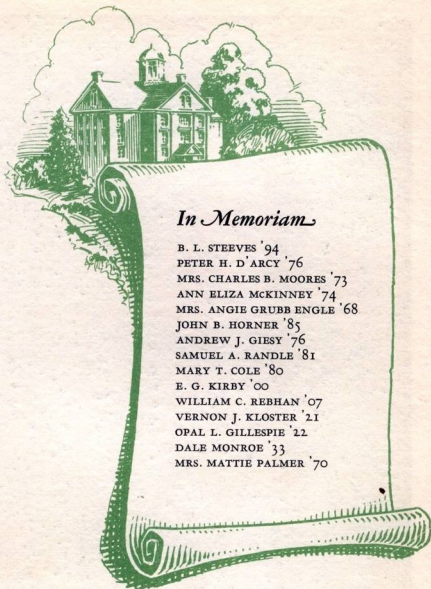 In Memoriam
B. L. STEEVES '94
PETER H. D'ARCY '76
MRS. CHARLES B. MOORES '73
ANN ELIZA McKINNEY '74
MRS. ANGIE GRUBB ENGLE '68
JOHN B. HORNER '85
ANDREW J. GIESY '76
SAMUEL A. RANDLE '81
MARY T. COLE '80
E. G. KIRBY '00
WILLIAM C. REBHAN '07
VERNON J. KLOSTER '21
OPAL L. GILLESPIE '22
DALE MONROE '33
MRS. MATTIE PALMER '70